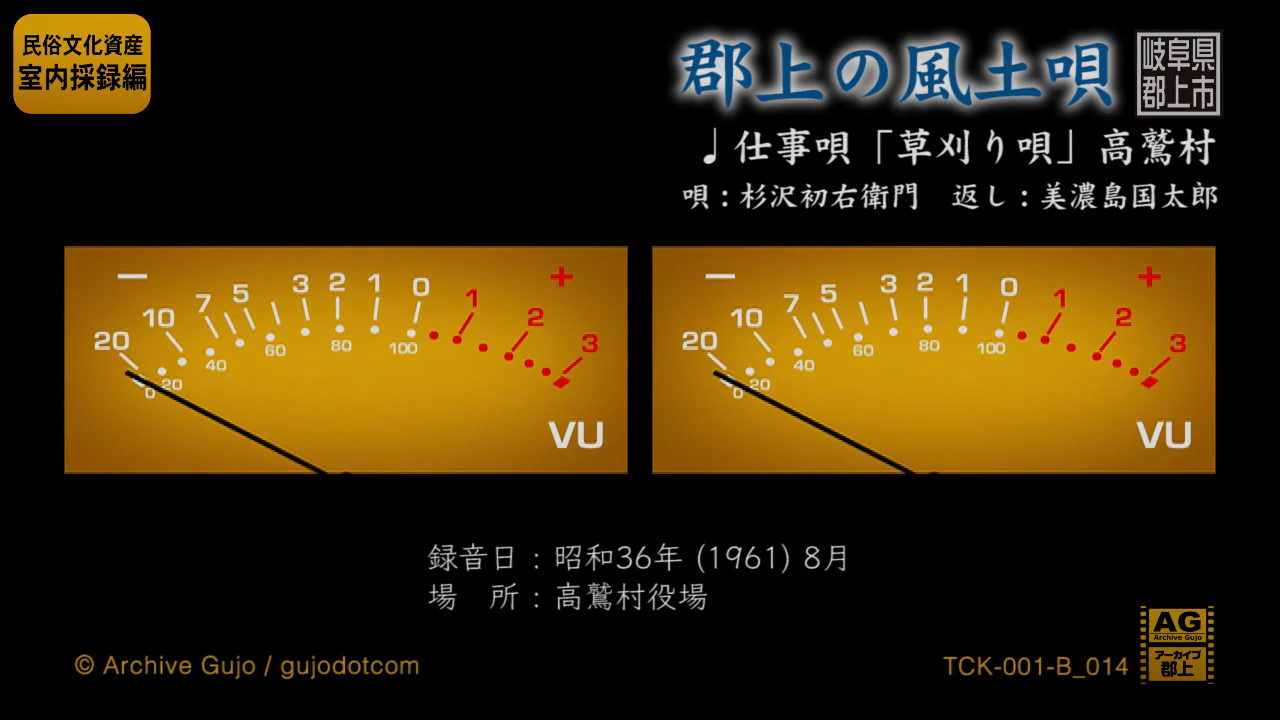 民俗文化資産
室内採録編
郡上の風土唄
岐阜県
郡上市
♩仕事唄「草刈り唄」高鷲村
唄：杉沢初右衛門　返し：美濃島国太郎
− 20 10 7 5 3 2 1 0 1 2 3 +
0 20 40 60 80 100
VU
− 20 10 7 5 3 2 1 0 1 2 3 +
0 20 40 60 80 100
VU
録音日：昭和36年 (1961) 8月
場　所：高鷲村役場
© Archive Gujo / gujodotcom
TCK-001-B_014
AG
Archive Gujo
アーカイブ
郡上